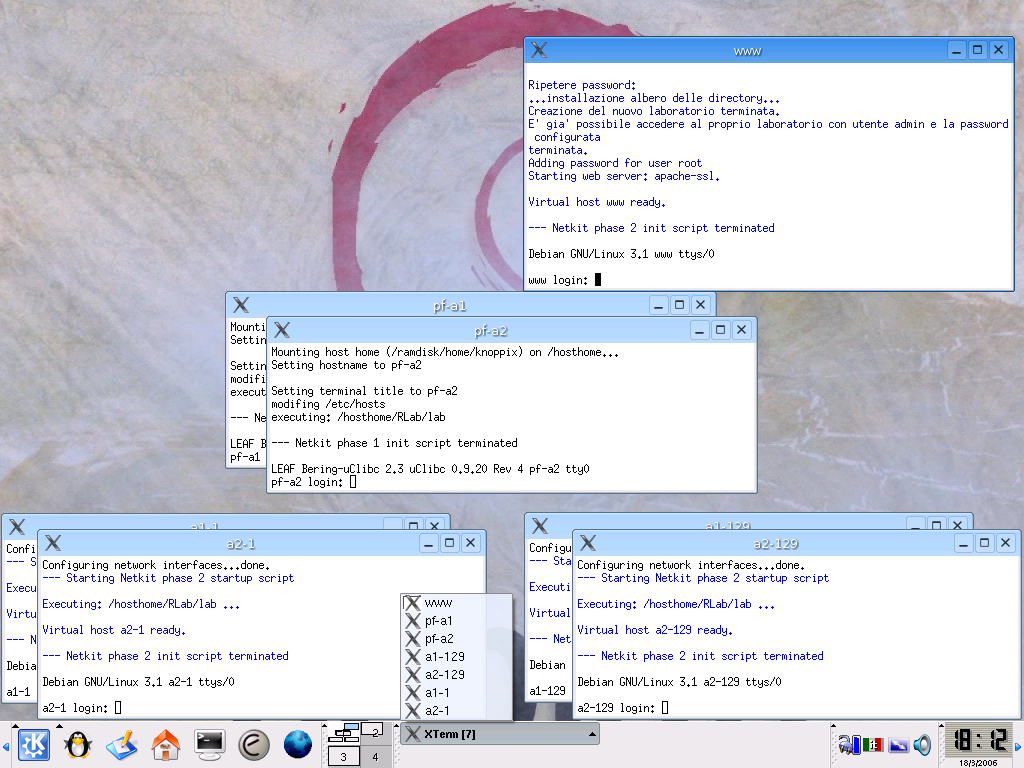 www
Ripetere password:
...installazione albero delle directory...
Creazione del nuovo laboratorio terminata.
E' gia' possibile accedere al proprio laboratorio con utente admin e la password
configurata
terminata.
Adding password for user root
Starting web server: apache-ssl.
Virtual host www ready.
--- Netkit phase 2 init script terminated
Debian GNU/Linux 3.1 www ttys/0
www login:
pf-a1
Mounti
Settin
Settin
modifi
execut
--- Ne
LEAF B
pf-a1
pf-a2
Mounting host home (/ramdisk/home/knoppix) on /hosthome...
Setting hostname to pf-a2
Setting terminal title to pf-a2
modifing /etc/hosts
executing: /hosthome/RLab/lab
--- Netkit phase 1 init script terminated
LEAF Bering-uClibc 2.3 uClibc 0.9.20 Rev 4 pf-a2 tty0
pf-a2 login:
a1-1
Confi
--- S
Execu
Virtu
--- N
Debia
a1-1
a2-1
Configuring network interfaces...done.
--- Starting Netkit phase 2 startup script
Executing: /hosthome/RLab/lab ...
Virtual host a2-1 ready.
--- Netkit phase 2 init script terminated
Debian GNU/Linux 3.1 a2-1 ttys/0
a2-1 login:
a1-129
Configu
--- Sta
Executi
Virtual
--- Net
Debian
a1-129
a2-129
Configuring network interfaces...done.
--- Starting Netkit phase 2 startup script
Executing: /hosthome/RLab/lab ...
Virtual host a2-129 ready.
--- Netkit phase 2 init script terminated
Debian GNU/Linux 3.1 a2-129 ttys/0
a2-129 login:
www
pf-a1
pf-a2
a1-129
a2-129
a1-1
a2-1
XTerm [7]
2
3
4
it
18:12
18/3/2006